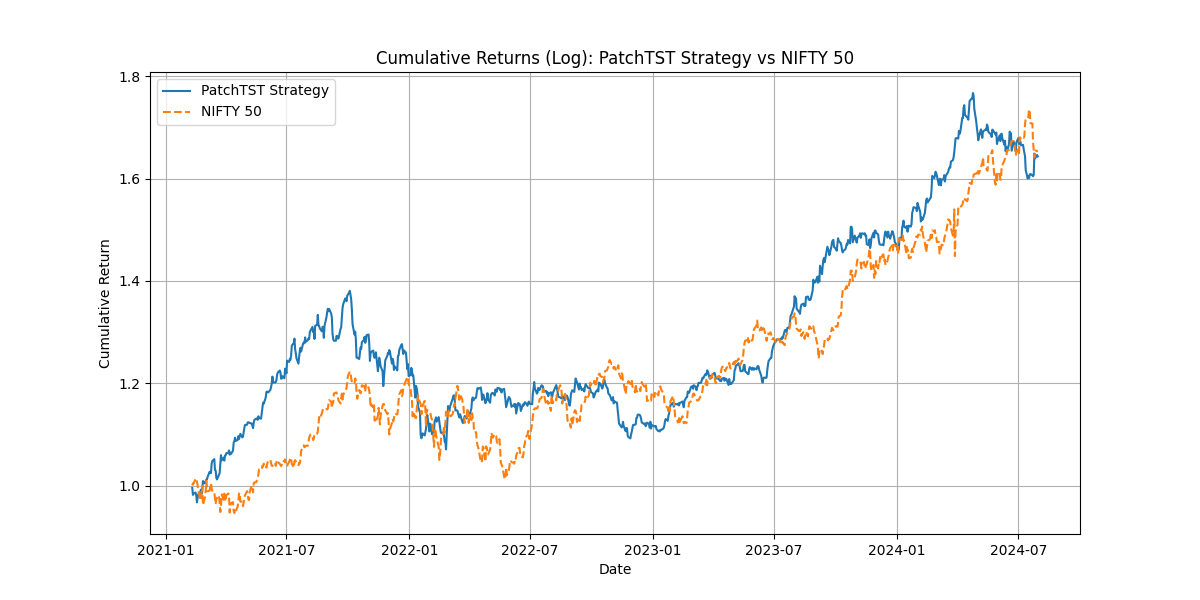 Cumulative Returns (Log): PatchTST Strategy vs NIFTY 50
PatchTST Strategy
NIFTY 50
Cumulative Return
1.8
1.6
1.4
1.2
1.0
2021-01 2021-07 2022-01 2022-07 2023-01 2023-07 2024-01 2024-07
Date